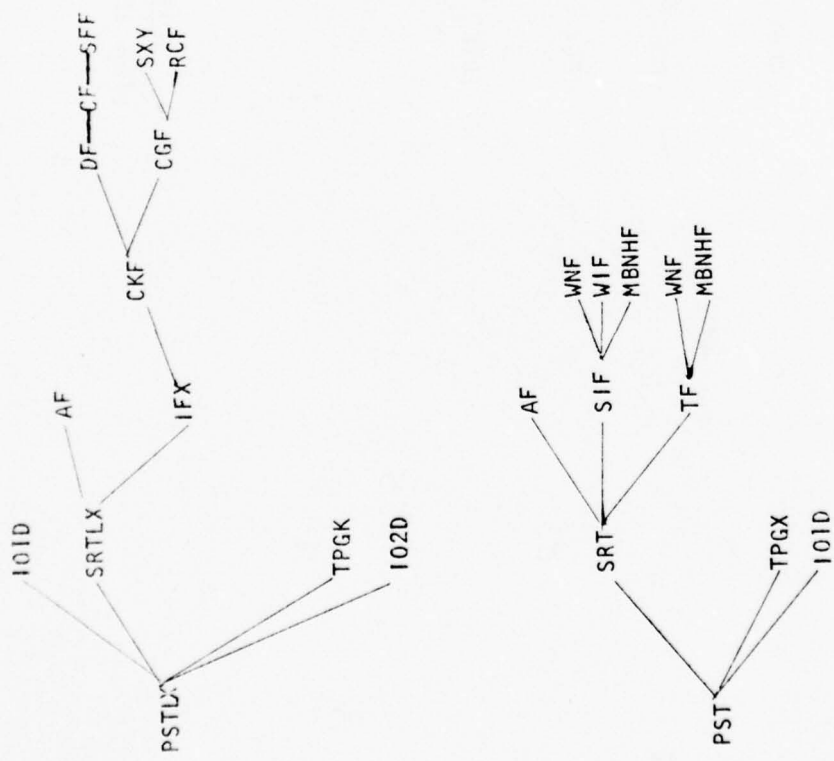 IO1D
AF
DF—CF—SFF
SRTLX
CKF
SXY
PSTLX
IFX
CGF
RCF
TPGK
IO2D
AF
WNF
SRT
SIF
WIF
MBNHF
PST
TF
WNF
MBNHF
TPGX
IO1D